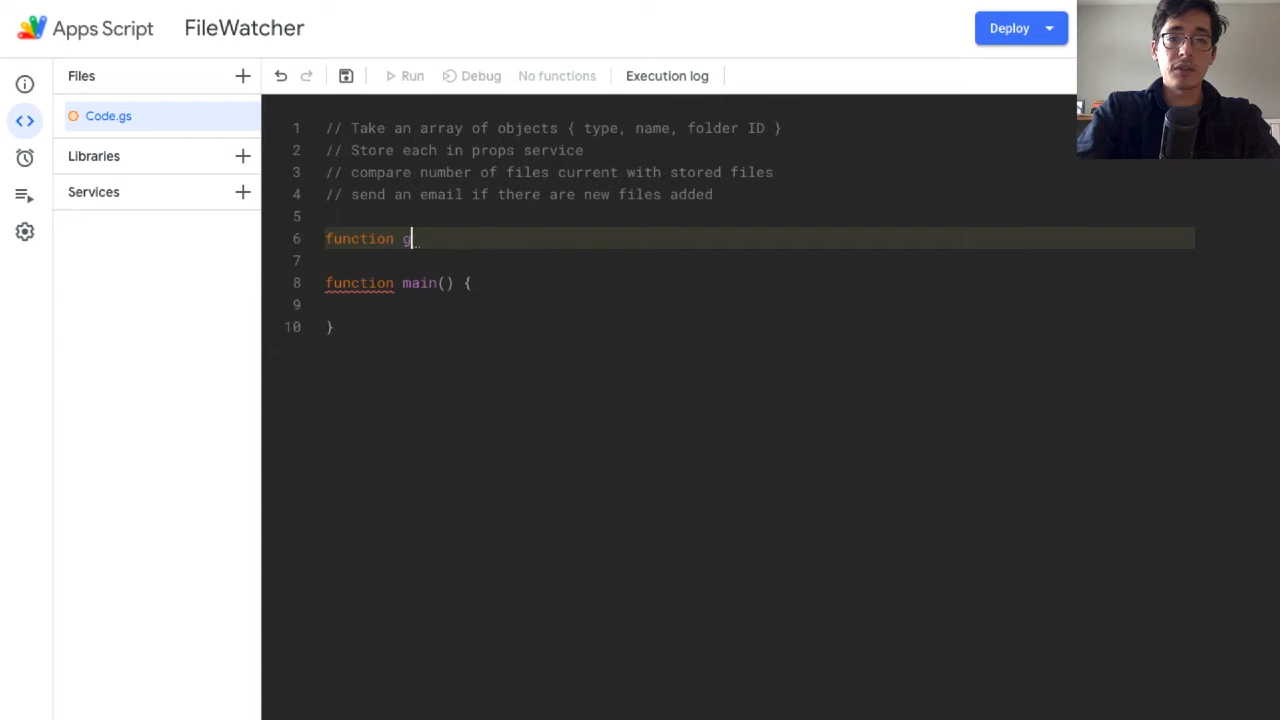 Apps Script FileWatcher Deploy
Files
Run Debug No functions Execution log
Code.gs
Libraries
Services
1 // Take an array of objects { type, name, folder ID }
2 // Store each in props service
3 // compare number of files current with stored files
4 // send an email if there are new files added
5
6 function g
7
8 function main() {
9
10 }